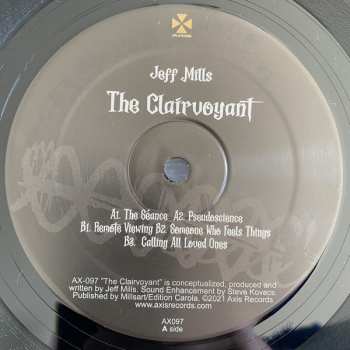 Jeff Mills
The Clairvoyant
A1. The Séance A2. Pseudoscience
B1. Remote Viewing B2. Someone Who Feels Things
B3. Calling All Loved Ones
AX-097 "The Clairvoyant" is conceptualized, produced and
written by Jeff Mills. Sound Enhancement by Steve Kovacs.
Published by Millsart/Edition Carola. ©2021 Axis Records
www.axisrecords.com
AX097
A side